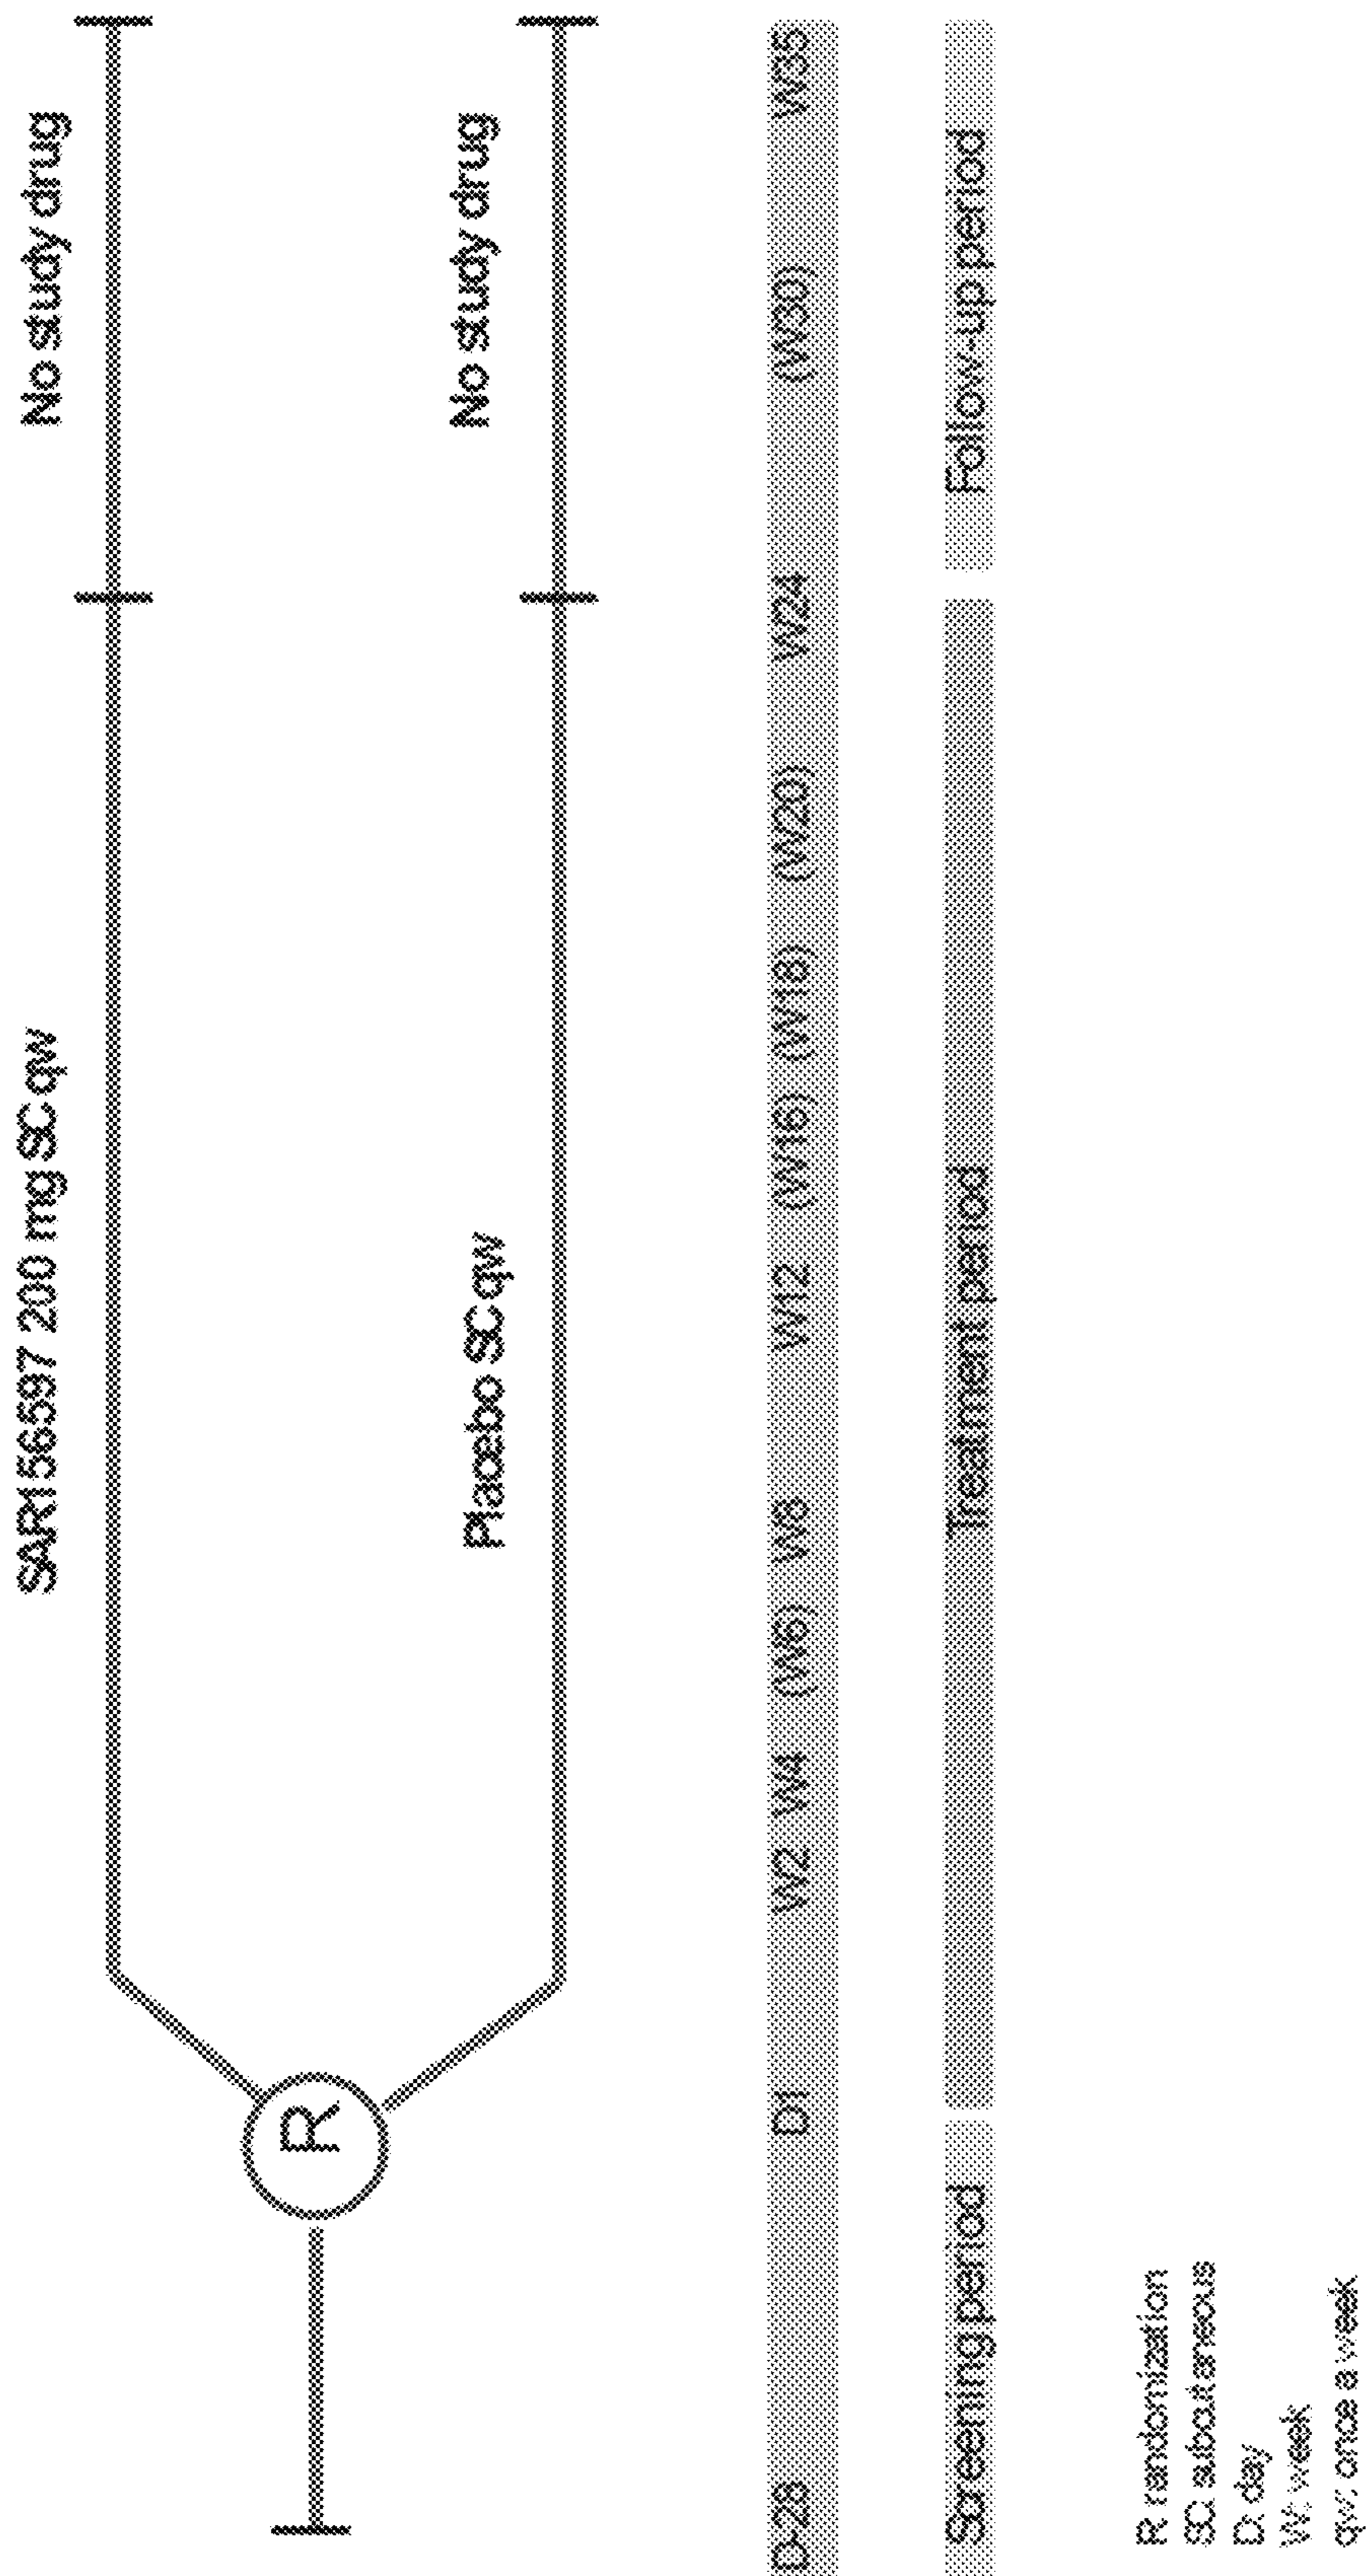 SAR156597 200 mg SC qw
No study drug
R
Placebo SC qw
No study drug
D-28 D1 W2 W4 (W6) W8 W12 (W16) (W18) (W20) W24 (W30) W35
Screening period Treatment period Follow-up period
R: randomization
SC: subcutaneous
D: day
W: week
qw: once a week